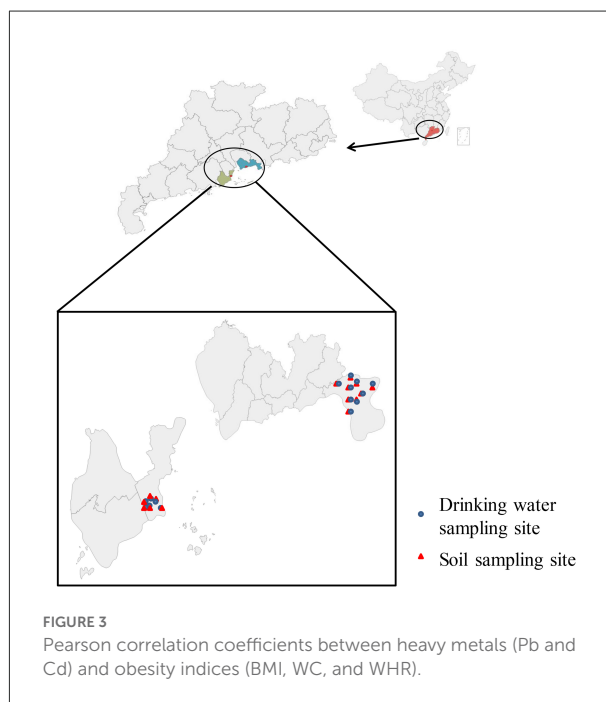 Drinking water
sampling site
Soil sampling site
FIGURE 3
Pearson correlation coefficients between heavy metals (Pb and
Cd) and obesity indices (BMI, WC, and WHR).